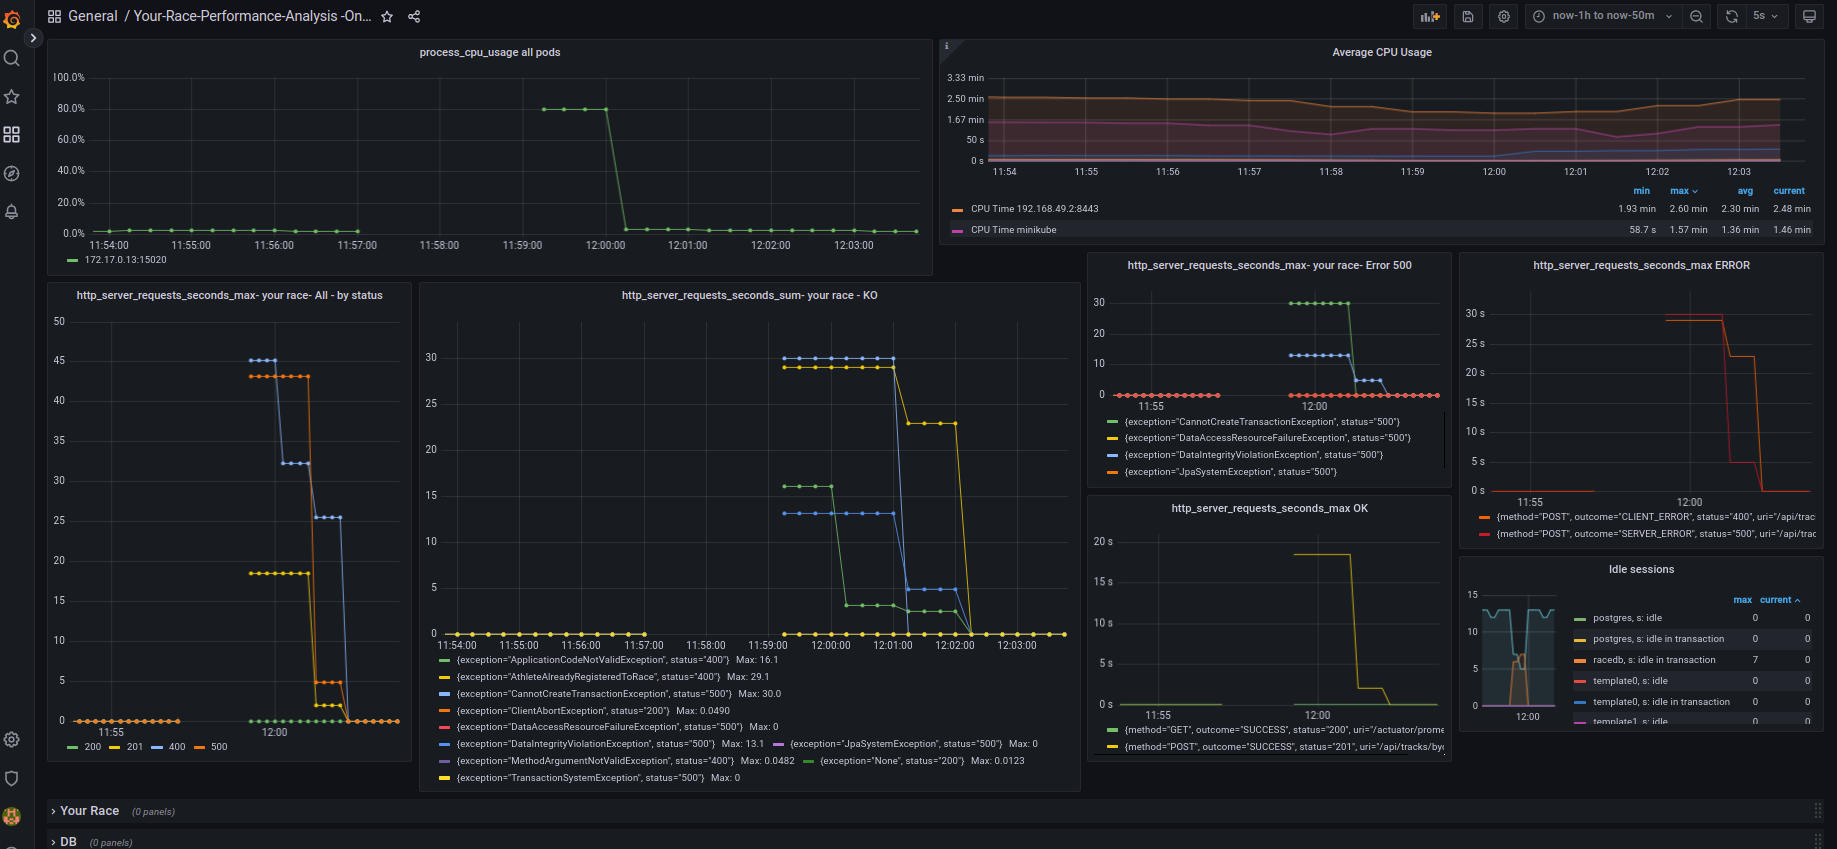 General / Your-Race-Performance-Analysis -On...
now-1h to now-50m
5s
process_cpu_usage all pods
100.0%
80.0%
60.0%
40.0%
20.0%
0.0%
11:54:00 11:55:00 11:56:00 11:57:00 11:58:00 11:59:00 12:00:00 12:01:00 12:02:00 12:03:00
172.17.0.13:15020
i
Average CPU Usage
3.33 min
2.50 min
1.67 min
50 s
0 s
11:54 11:55 11:56 11:57 11:58 11:59 12:00 12:01 12:02 12:03
min max avg current
CPU Time 192.168.49.2:8443 1.93 min 2.60 min 2.30 min 2.48 min
CPU Time minikube 58.7 s 1.57 min 1.36 min 1.46 min
http_server_requests_seconds_max- your race- All - by status
50
45
40
35
30
25
20
15
10
5
0
11:55 12:00
200 201 400 500
http_server_requests_seconds_sum- your race - KO
30
25
20
15
10
5
0
11:54:00 11:55:00 11:56:00 11:57:00 11:58:00 11:59:00 12:00:00 12:01:00 12:02:00 12:03:00
{exception="ApplicationCodeNotValidException", status="400"} Max: 16.1
{exception="AthleteAlreadyRegisteredToRace", status="400"} Max: 29.1
{exception="CannotCreateTransactionException", status="500"} Max: 30.0
{exception="ClientAbortException", status="200"} Max: 0.0490
{exception="DataAccessResourceFailureException", status="500"} Max: 0
{exception="DataIntegrityViolationException", status="500"} Max: 13.1 {exception="JpaSystemException", status="500"} Max: 0
{exception="MethodArgumentNotValidException", status="400"} Max: 0.0482 {exception="None", status="200"} Max: 0.0123
{exception="TransactionSystemException", status="500"} Max: 0
http_server_requests_seconds_max- your race- Error 500
30
20
10
0
11:55 12:00
{exception="CannotCreateTransactionException", status="500"}
{exception="DataAccessResourceFailureException", status="500"}
{exception="DataIntegrityViolationException", status="500"}
{exception="JpaSystemException", status="500"}
http_server_requests_seconds_max ERROR
30 s
25 s
20 s
15 s
10 s
5 s
0 s
11:55 12:00
{method="POST", outcome="CLIENT_ERROR", status="400", uri="/api/trac
{method="POST", outcome="SERVER_ERROR", status="500", uri="/api/trac
http_server_requests_seconds_max OK
20 s
15 s
10 s
5 s
0 s
11:55 12:00
{method="GET", outcome="SUCCESS", status="200", uri="/actuator/prome
{method="POST", outcome="SUCCESS", status="201", uri="/api/tracks/by
Idle sessions
15
10
5
0
12:00
max current
postgres, s: idle 0 0
postgres, s: idle in transaction 0 0
racedb, s: idle in transaction 7 0
template0, s: idle 0 0
template0, s: idle in transaction 0 0
template1, s: idle 0 0
Your Race (0 panels)
DB (0 panels)